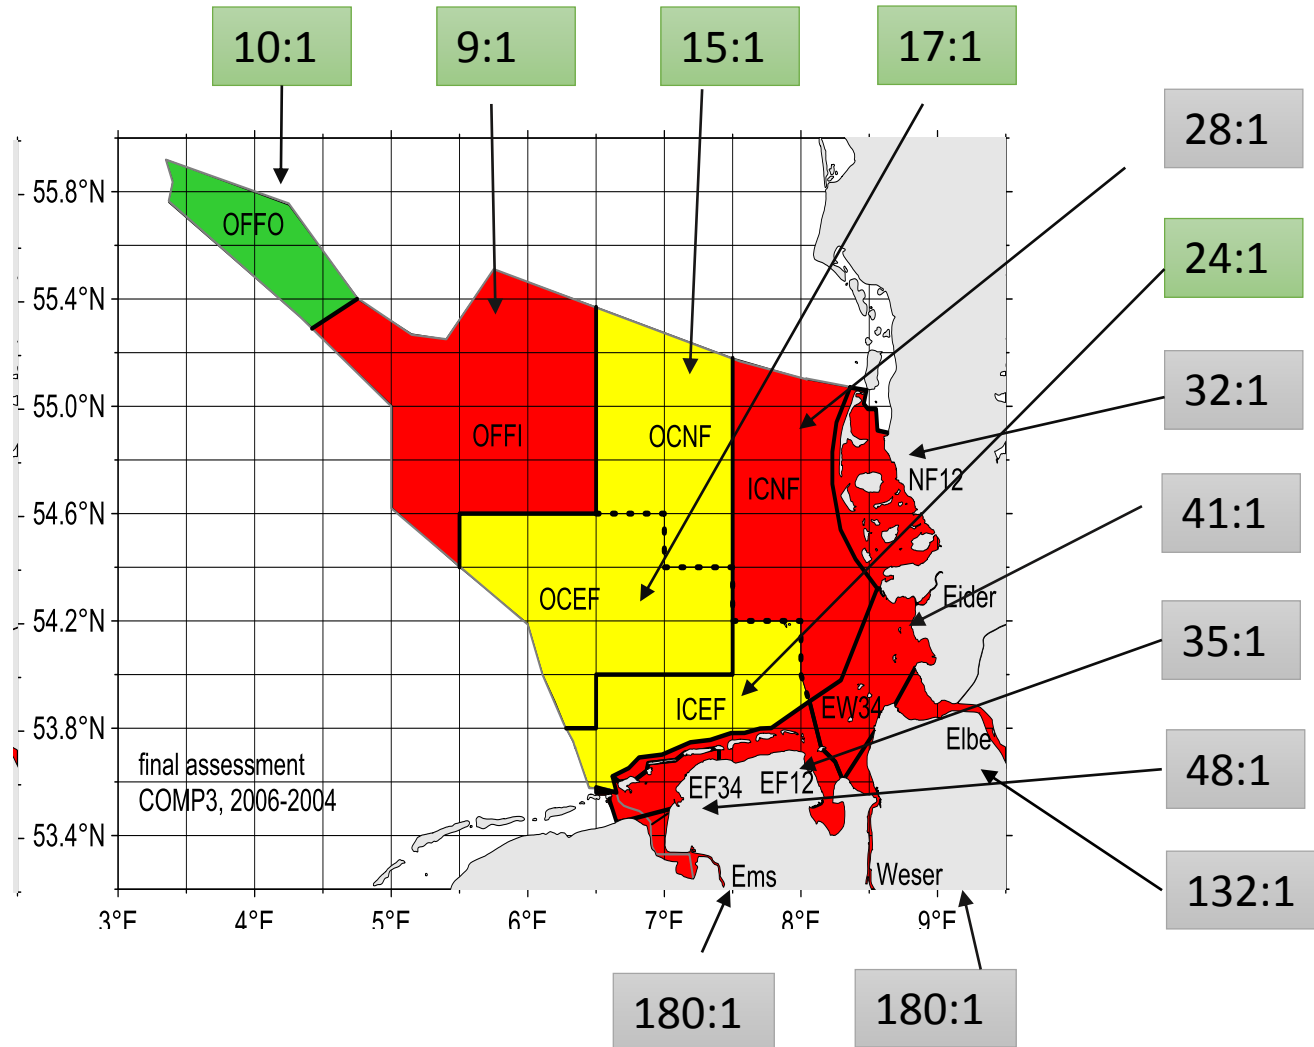 10:1
9:1
15:1
17:1
28:1
24:1
32:1
41:1
35:1
48:1
132:1
180:1
180:1
55.8°N
55.4°N
55.0°N
54.6°N
54.2°N
53.8°N
53.4°N
OFFO
OFFI
OCNF
ICNF
NF12
OCEF
Eider
ICEF
EW34
Elbe
EF34
EF12
Ems
Weser
final assessment
COMP3, 2006-2004
3°E
4°E
5°E
6°E
7°E
8°E
9°E